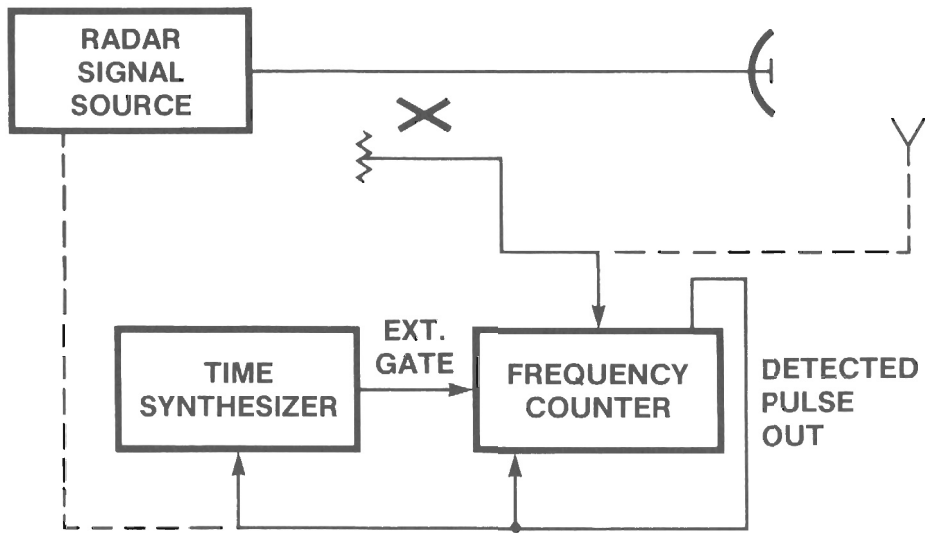 RADAR
SIGNAL
SOURCE
EXT.
GATE
TIME
SYNTHESIZER
FREQUENCY
COUNTER
DETECTED
PULSE
OUT